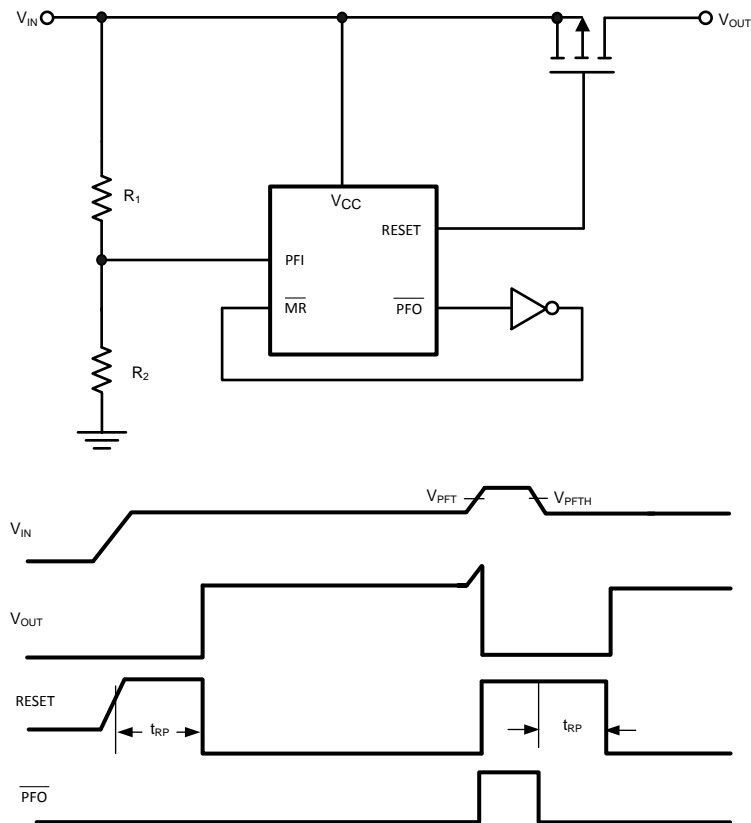 VIN
VOUT
R1
VCC
RESET
PFI
MR
PFO
R2
VPFT
VPFTH
VIN
VOUT
RESET
tRP
tRP
PFO